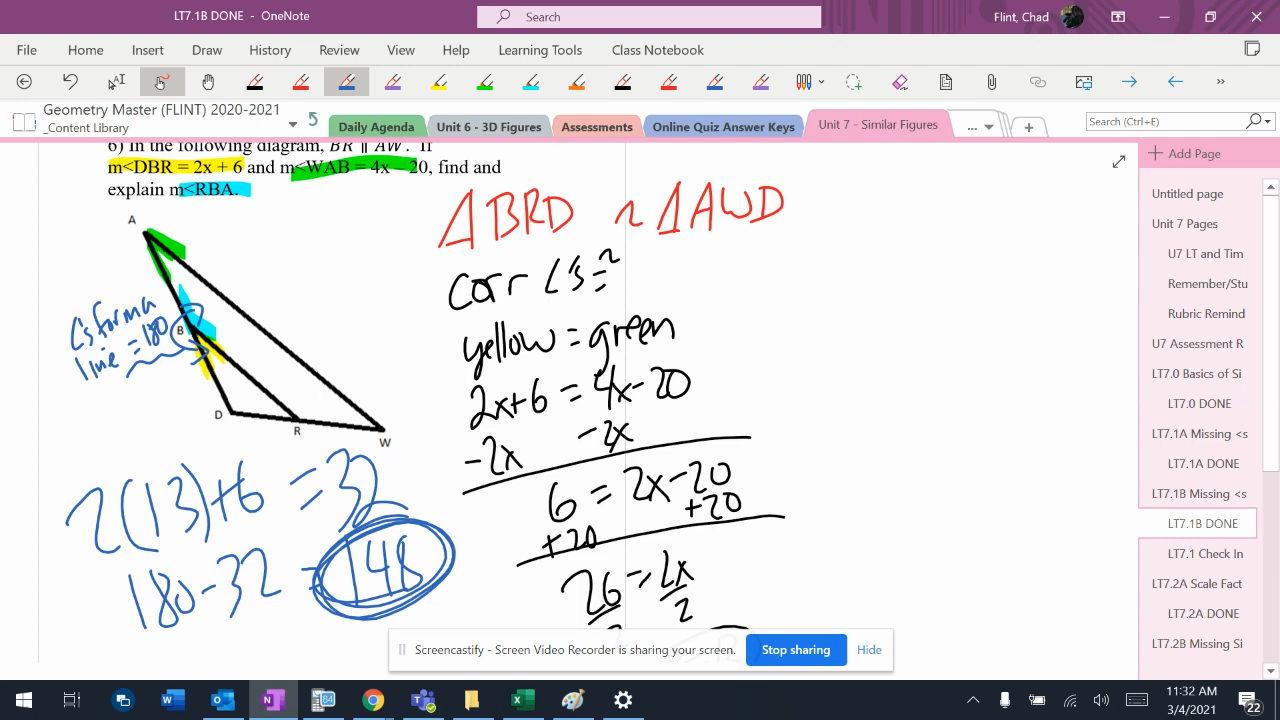 LT7.1B DONE - OneNote
Search
Flint, Chad
File Home Insert Draw History Review View Help Learning Tools Class Notebook
Geometry Master (FLINT) 2020-2021
_Content Library
Daily Agenda
Unit 6 - 3D Figures
Assessments
Online Quiz Answer Keys
Unit 7 - Similar Figures
...
Search (Ctrl+E)
6) In the following diagram, BR ∥ AW. If
m<DBR = 2x + 6 and m<WAB = 4x – 20, find and
explain m<RBA.
A
B
D
R
W
<'s form a
line = 180
2(13)+6 = 32
180-32 = 148
ΔBRD ~ ΔAWD
corr <'s =
yellow = green
2x+6 = 4x-20
-2x -2x
6 = 2x-20
+20 +20
26 = 2x
2
Screencastify - Screen Video Recorder is sharing your screen.
Stop sharing
Hide
Add Page
Untitled page
Unit 7 Pages
U7 LT and Tim
Remember/Stu
Rubric Remind
U7 Assessment R
LT7.0 Basics of Si
LT7.0 DONE
LT7.1A Missing <s
LT7.1A DONE
LT7.1B Missing <s
LT7.1B DONE
LT7.1 Check In
LT7.2A Scale Fact
LT7.2A DONE
LT7.2B Missing Si
11:32 AM
3/4/2021
22